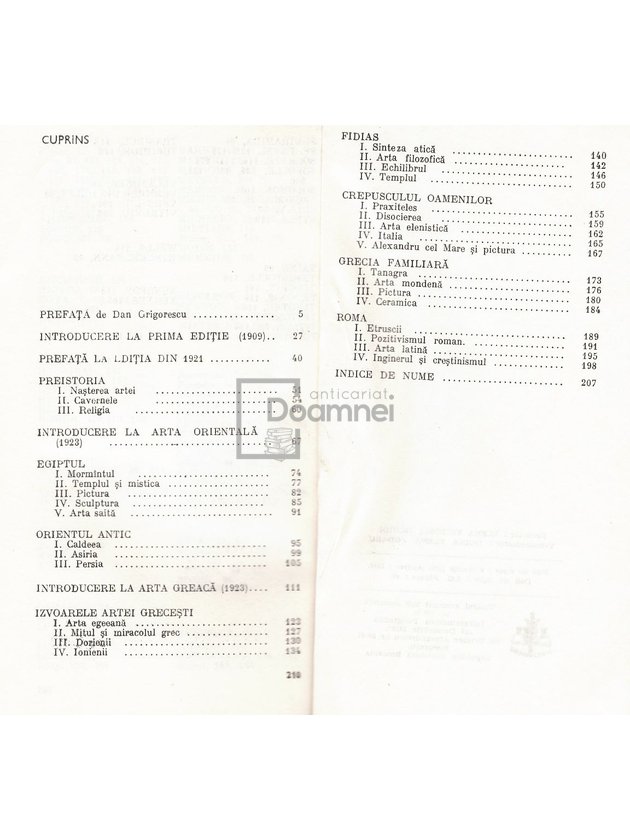 CUPRINS
PREFAȚĂ de Dan Grigorescu .............. 5
INTRODUCERE LA PRIMA EDIȚIE (1909).. 27
PREFAȚĂ LA EDIȚIA DIN 1921 .......... 40
PREISTORIA
I. Nașterea artei .............. 51
II. Cavernele .............. 54
III. Religia .............. 60
INTRODUCERE LA ARTA ORIENTALĂ
(1923) .............. 67
EGIPTUL
I. Mormîntul .............. 74
II. Templul și mistica .............. 77
III. Pictura .............. 82
IV. Sculptura .............. 85
V. Arta saită .............. 91
ORIENTUL ANTIC
I. Caldeea .............. 95
II. Asiria .............. 99
III. Persia .............. 105
INTRODUCERE LA ARTA GREACĂ (1923).... 111
IZVOARELE ARTEI GRECEȘTI
I. Arta egeeană .............. 123
II. Mitul și miracolul grec .............. 127
III. Dorienii .............. 130
IV. Ionienii .............. 134
210
FIDIAS
I. Sinteza atică .............. 140
II. Arta filozofică .............. 142
III. Echilibrul .............. 146
IV. Templul .............. 150
CREPUSCULUL OAMENILOR
I. Praxiteles .............. 155
II. Disocierea .............. 159
III. Arta elenistică .............. 162
IV. Italia .............. 165
V. Alexandru cel Mare și pictura .............. 167
GRECIA FAMILIARĂ
I. Tanagra .............. 173
II. Arta mondenă .............. 176
III. Pictura .............. 180
IV. Ceramica .............. 184
ROMA
I. Etruscii .............. 189
II. Pozitivismul roman. .............. 191
III. Arta latină .............. 195
IV. Inginerul și creștinismul .............. 198
INDICE DE NUME .............. 207
anticariat
Doamnei